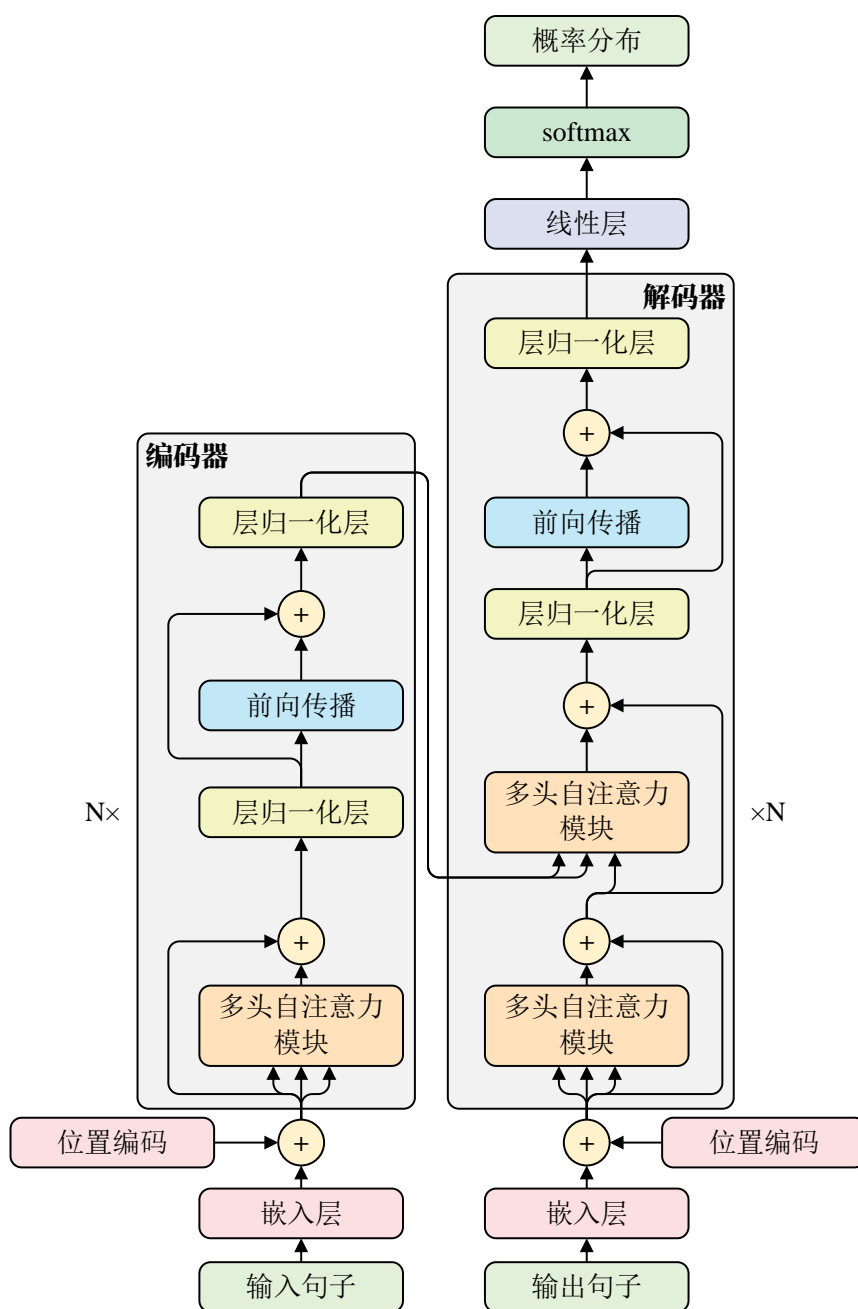 概率分布
softmax
线性层
解码器
层归一化层
+
编码器
前向传播
层归一化层
层归一化层
+
+
前向传播
多头自注意力
模块
层归一化层
N×
×N
+
+
多头自注意力
模块
多头自注意力
模块
位置编码
+
+
位置编码
嵌入层
嵌入层
输入句子
输出句子